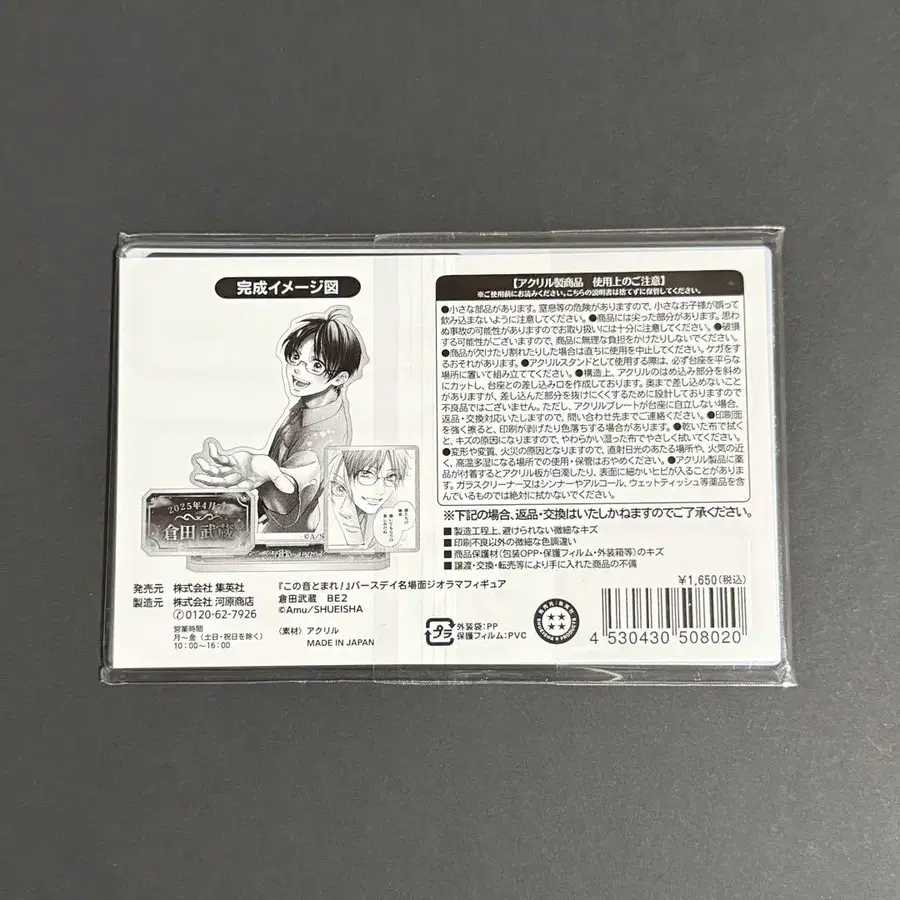 完成イメージ図
2025年4月
倉田 武蔵
©A/S
発売元 株式会社 集英社
製造元 株式会社 河原商店
✆0120-62-7926
営業時間
月〜金（土日・祝日を除く）
10：00〜16：00
『この音とまれ！』バースデイ名場面ジオラマフィギュア
倉田武蔵 BE2
©Amu/SHUEISHA
〈素材〉アクリル
MADE IN JAPAN
【アクリル製商品 使用上のご注意】
※ご使用前にお読みください。こちらの説明書は捨てずに保管してください。
●小さな部品があります。窒息等の危険がありますので、小さなお子様が誤って
飲み込まないように注意してください。●商品には尖った部分があります。思わ
ぬ事故の可能性がありますのでお取り扱いには十分に注意してください。●破損
する可能性がございますので、商品に無理な負担をかけたりしないでください。
●商品が欠けたり割れたりした場合は直ちに使用を中止してください。ケガをす
るおそれがあります。●アクリルスタンドとして使用する際は、必ず台座を平らな
場所に置いて組み立ててください。●構造上、アクリルのはめ込み部分を斜め
にカットし、台座との差し込み口を作成しております。奥まで差し込めないこと
がありますが、差し込んだ部分を抜けにくくするために設計しておりますので
不良品ではございません。ただし、アクリルプレートが台座に自立しない場合、
返品・交換対応いたしますので、問い合わせ先までご連絡ください。●印刷面
を強く擦ると、印刷が剥げたり色落ちする場合があります。●乾いた布で拭く
と、キズの原因になりますので、やわらかい湿った布でやさしく拭いてください。
●変形や変質、火災の原因となりますので、直射日光のあたる場所や、火気の近
く、高温多湿になる場所での使用・保管はおやめください。●アクリル製品に薬
品が付着するとアクリル板が白濁したり、表面に細かいヒビが入ることがありま
す。ガラスクリーナー又はシンナーやアルコール、ウェットティッシュ等薬品を含
んでいるものでは絶対に拭かないでください。
※下記の場合、返品・交換はいたしかねますのでご了承ください。
■製造工程上、避けられない微細なキズ
■印刷不良以外の微細な色調違い
■商品保護材（包装OPP・保護フィルム・外装箱等）のキズ
■譲渡・交換・転売等により手に入れた商品の不備
¥1,650（税込）
プラ
外装袋：PP
保護フィルム：PVC
4 530430 508020